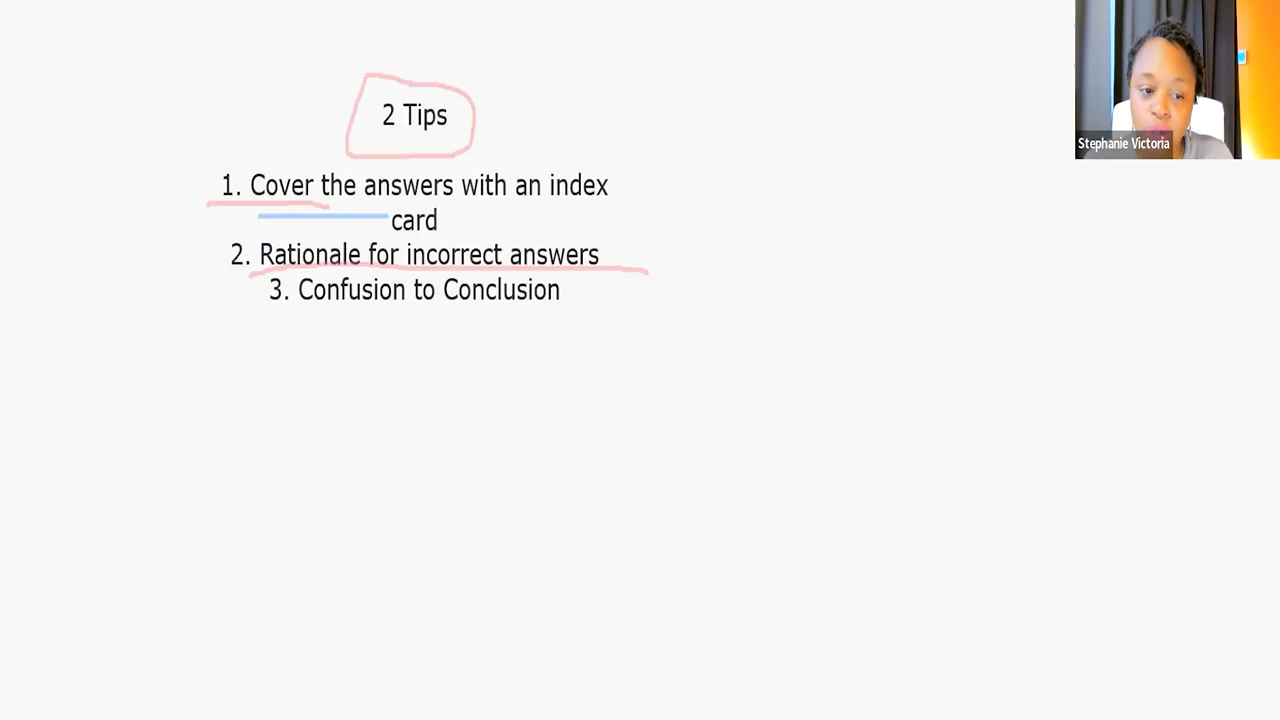 2 Tips
1. Cover the answers with an index
card
2. Rationale for incorrect answers
3. Confusion to Conclusion
Stephanie Victoria